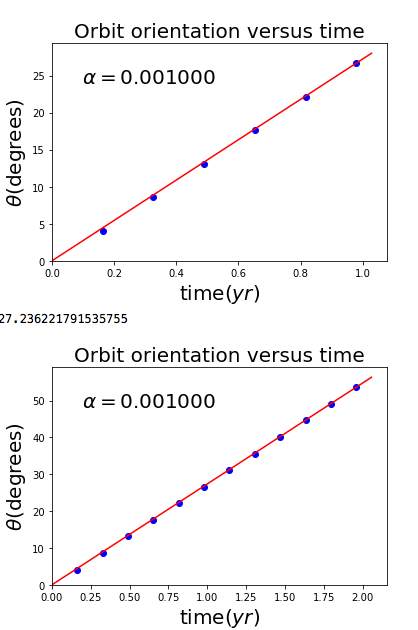 Orbit orientation versus time
α = 0.001000
25
20
15
10
5
0
θ(degrees)
0.0 0.2 0.4 0.6 0.8 1.0
time(yr)
27.236221791535755
Orbit orientation versus time
α = 0.001000
50
40
30
20
10
0
θ(degrees)
0.00 0.25 0.50 0.75 1.00 1.25 1.50 1.75 2.00
time(yr)